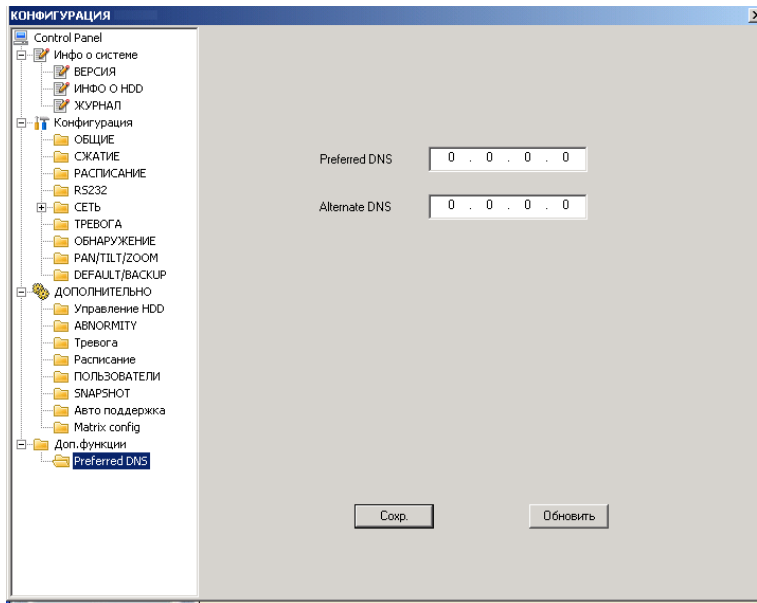 КОНФИГУРАЦИЯ
Control Panel
Инфо о системе
ВЕРСИЯ
ИНФО О HDD
ЖУРНАЛ
Конфигурация
ОБЩИЕ
СЖАТИЕ
РАСПИСАНИЕ
RS232
СЕТЬ
ТРЕВОГА
ОБНАРУЖЕНИЕ
PAN/TILT/ZOOM
DEFAULT/BACKUP
ДОПОЛНИТЕЛЬНО
Управление HDD
ABNORMITY
Тревога
Расписание
ПОЛЬЗОВАТЕЛИ
SNAPSHOT
Авто поддержка
Matrix config
Доп.функции
Preferred DNS
Preferred DNS 0 . 0 . 0 . 0
Alternate DNS 0 . 0 . 0 . 0
Сохр. Обновить